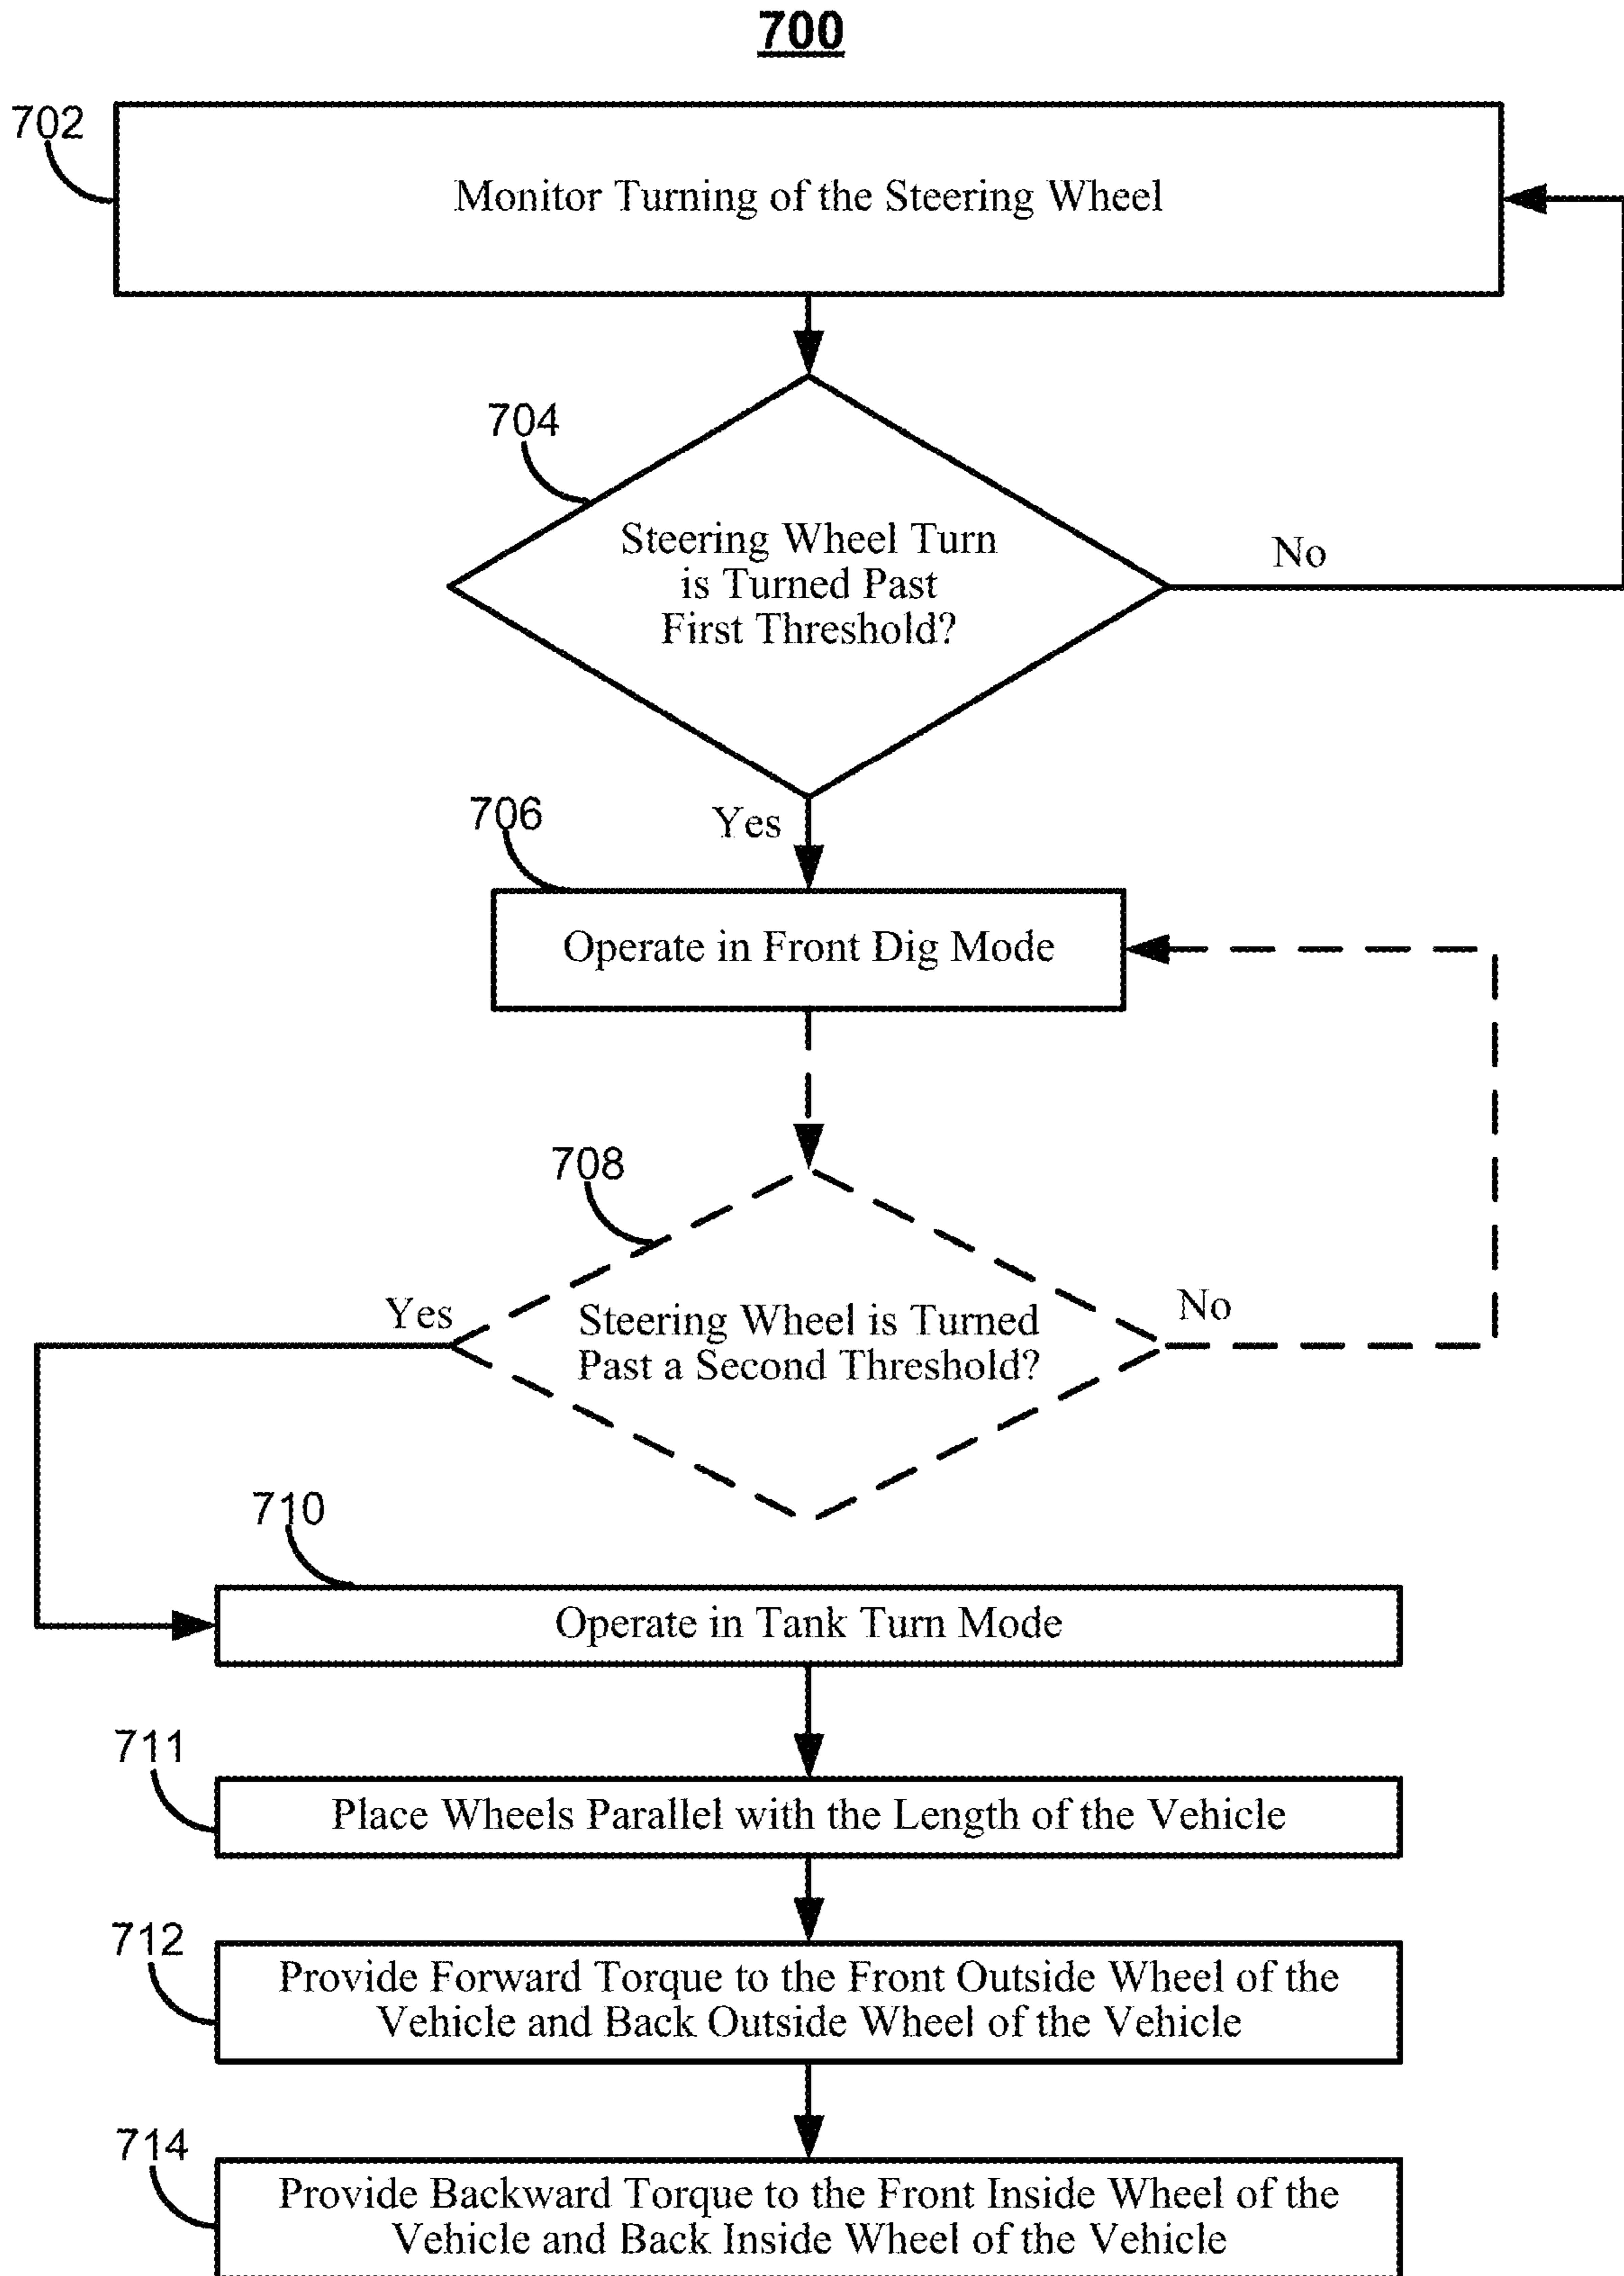 700
702
Monitor Turning of the Steering Wheel
704
Steering Wheel Turn
is Turned Past
First Threshold?
No
Yes
706
Operate in Front Dig Mode
708
Yes
Steering Wheel is Turned
Past a Second Threshold?
No
710
Operate in Tank Turn Mode
711
Place Wheels Parallel with the Length of the Vehicle
712
Provide Forward Torque to the Front Outside Wheel of the
Vehicle and Back Outside Wheel of the Vehicle
714
Provide Backward Torque to the Front Inside Wheel of the
Vehicle and Back Inside Wheel of the Vehicle